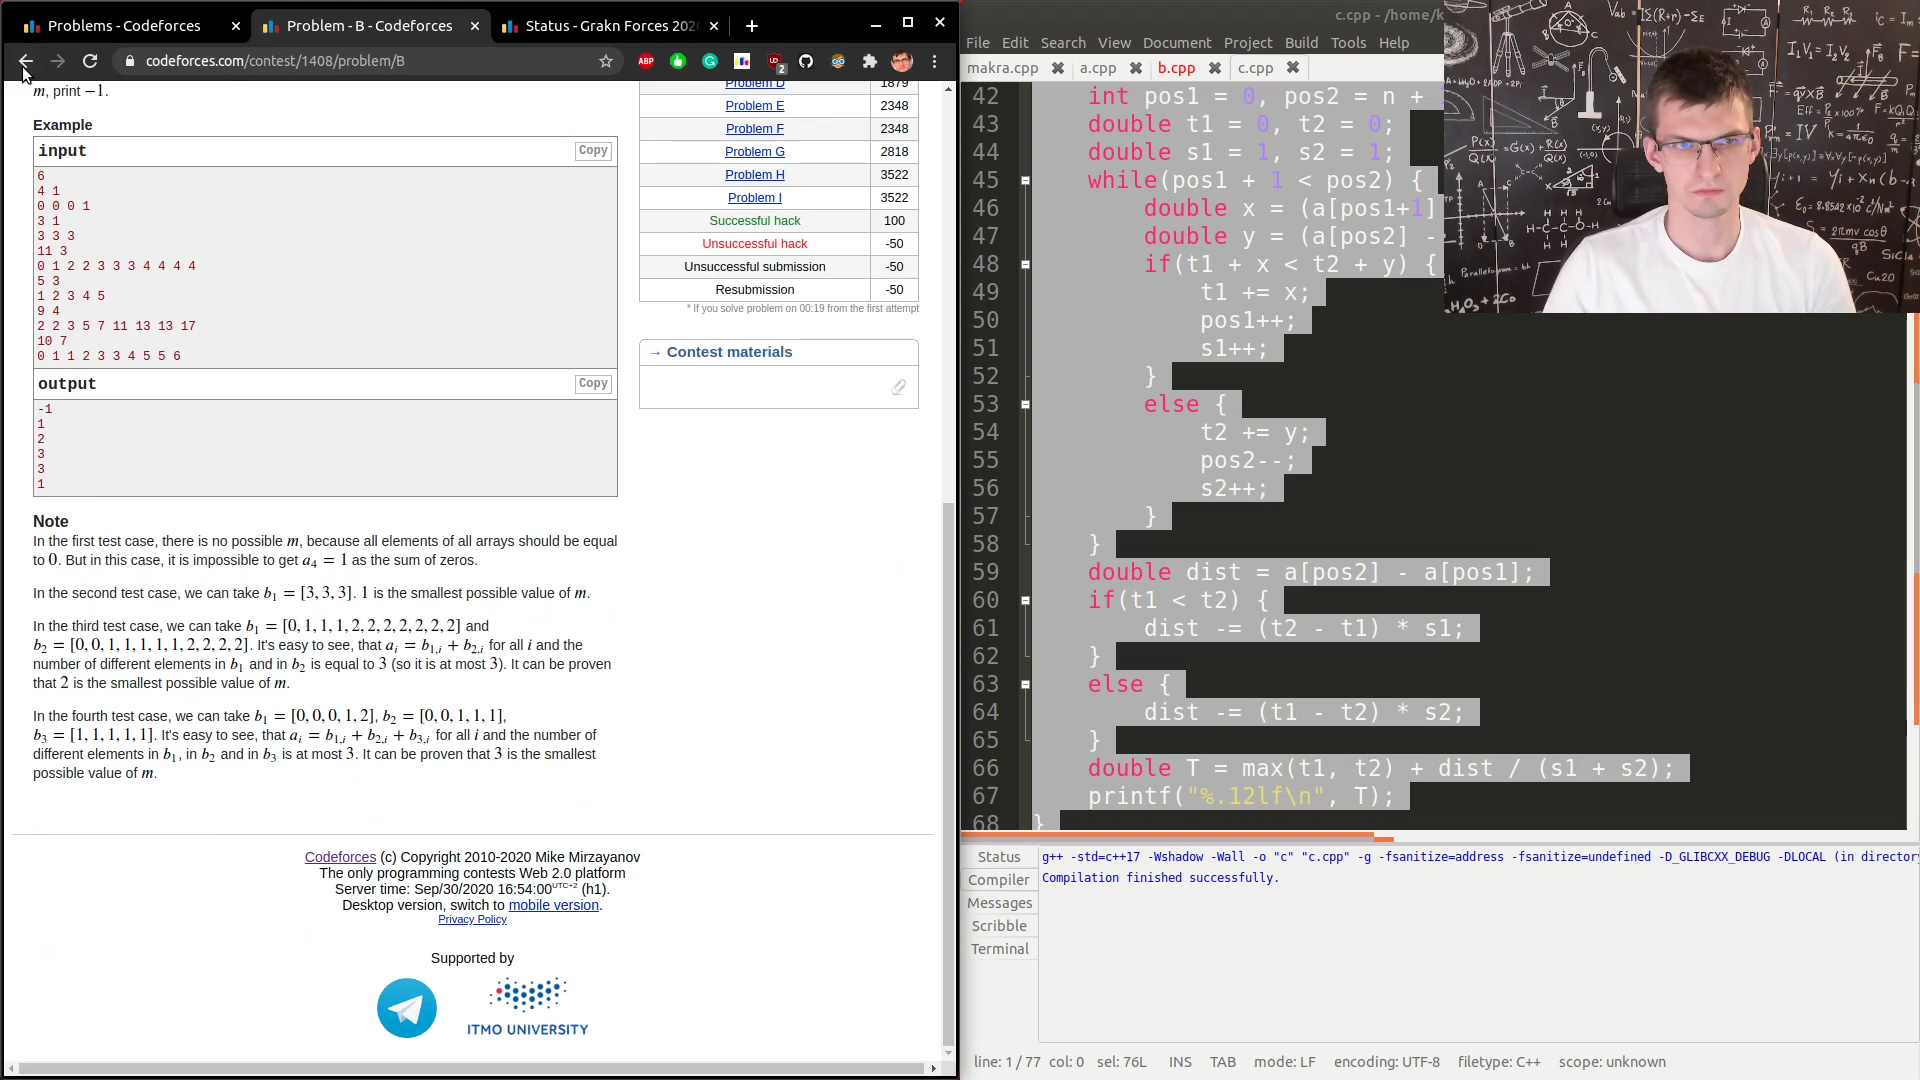 Problems - Codeforces
Problem - B - Codeforces
Status - Grakn Forces 2020
codeforces.com/contest/1408/problem/B
m, print −1.
Example
input
Copy
6
4 1
0 0 0 1
3 1
3 3 3
11 3
0 1 2 2 3 3 3 4 4 4 4
5 3
1 2 3 4 5
9 4
2 2 3 5 7 11 13 13 17
10 7
0 1 1 2 3 3 4 5 5 6
output
Copy
-1
1
2
3
3
1
Note
In the first test case, there is no possible m, because all elements of all arrays should be equal
to 0. But in this case, it is impossible to get a4 = 1 as the sum of zeros.
In the second test case, we can take b1 = [3, 3, 3]. 1 is the smallest possible value of m.
In the third test case, we can take b1 = [0, 1, 1, 1, 2, 2, 2, 2, 2, 2, 2] and
b2 = [0, 0, 1, 1, 1, 1, 1, 2, 2, 2, 2]. It's easy to see, that ai = b1,i + b2,i for all i and the
number of different elements in b1 and in b2 is equal to 3 (so it is at most 3). It can be proven
that 2 is the smallest possible value of m.
In the fourth test case, we can take b1 = [0, 0, 0, 1, 2], b2 = [0, 0, 1, 1, 1],
b3 = [1, 1, 1, 1, 1]. It's easy to see, that ai = b1,i + b2,i + b3,i for all i and the number of
different elements in b1, in b2 and in b3 is at most 3. It can be proven that 3 is the smallest
possible value of m.
Problem D 1879
Problem E 2348
Problem F 2348
Problem G 2818
Problem H 3522
Problem I 3522
Successful hack 100
Unsuccessful hack -50
Unsuccessful submission -50
Resubmission -50
* If you solve problem on 00:19 from the first attempt
→ Contest materials
Codeforces (c) Copyright 2010-2020 Mike Mirzayanov
The only programming contests Web 2.0 platform
Server time: Sep/30/2020 16:54:00UTC+2 (h1).
Desktop version, switch to mobile version.
Privacy Policy
Supported by
ITMO UNIVERSITY
c.cpp - /home/k
File Edit Search View Document Project Build Tools Help
makra.cpp a.cpp b.cpp c.cpp
42 int pos1 = 0, pos2 = n +
43 double t1 = 0, t2 = 0;
44 double s1 = 1, s2 = 1;
45 while(pos1 + 1 < pos2) {
46 double x = (a[pos1+1]
47 double y = (a[pos2] -
48 if(t1 + x < t2 + y) {
49 t1 += x;
50 pos1++;
51 s1++;
52 }
53 else {
54 t2 += y;
55 pos2--;
56 s2++;
57 }
58 }
59 double dist = a[pos2] - a[pos1];
60 if(t1 < t2) {
61 dist -= (t2 - t1) * s1;
62 }
63 else {
64 dist -= (t1 - t2) * s2;
65 }
66 double T = max(t1, t2) + dist / (s1 + s2);
67 printf("%.12lf\n", T);
68 }
Status
Compiler
Messages
Scribble
Terminal
g++ -std=c++17 -Wshadow -Wall -o "c" "c.cpp" -g -fsanitize=address -fsanitize=undefined -D_GLIBCXX_DEBUG -DLOCAL (in directory
Compilation finished successfully.
line: 1 / 77 col: 0 sel: 76L INS TAB mode: LF encoding: UTF-8 filetype: C++ scope: unknown